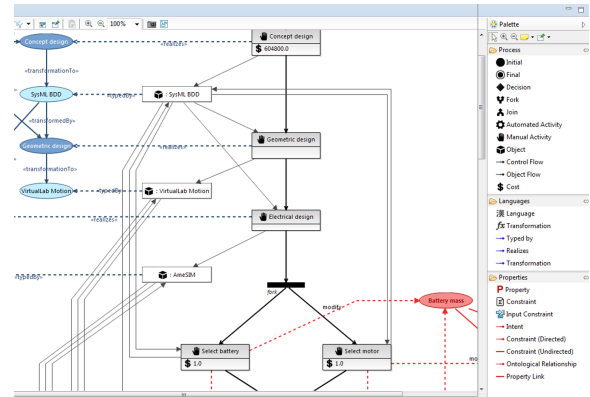 100%
Palette
Concept design
«realizes»
Concept design
$ 604800.0
Process
Initial
Final
Decision
Fork
Join
Automated Activity
Manual Activity
Object
Control Flow
Object Flow
$ Cost
«transformationTo»
SysML BDD
«typedBy»
: SysML BDD
«transformedBy»
Geometric design
«realizes»
Geometric design
«transformationTo»
VirtualLab Motion
«typedBy»
: VirtualLab Motion
Languages
漢 Language
fx Transformation
Typed by
Realizes
Transformation
«realizes»
Electrical design
«typedBy»
: AmeSIM
fork
modify
Battery mass
Properties
P Property
Constraint
Input Constraint
Intent
Constraint (Directed)
Constraint (Undirected)
Ontological Relationship
Property Link
Select battery
$ 1.0
Select motor
$ 1.0
mo